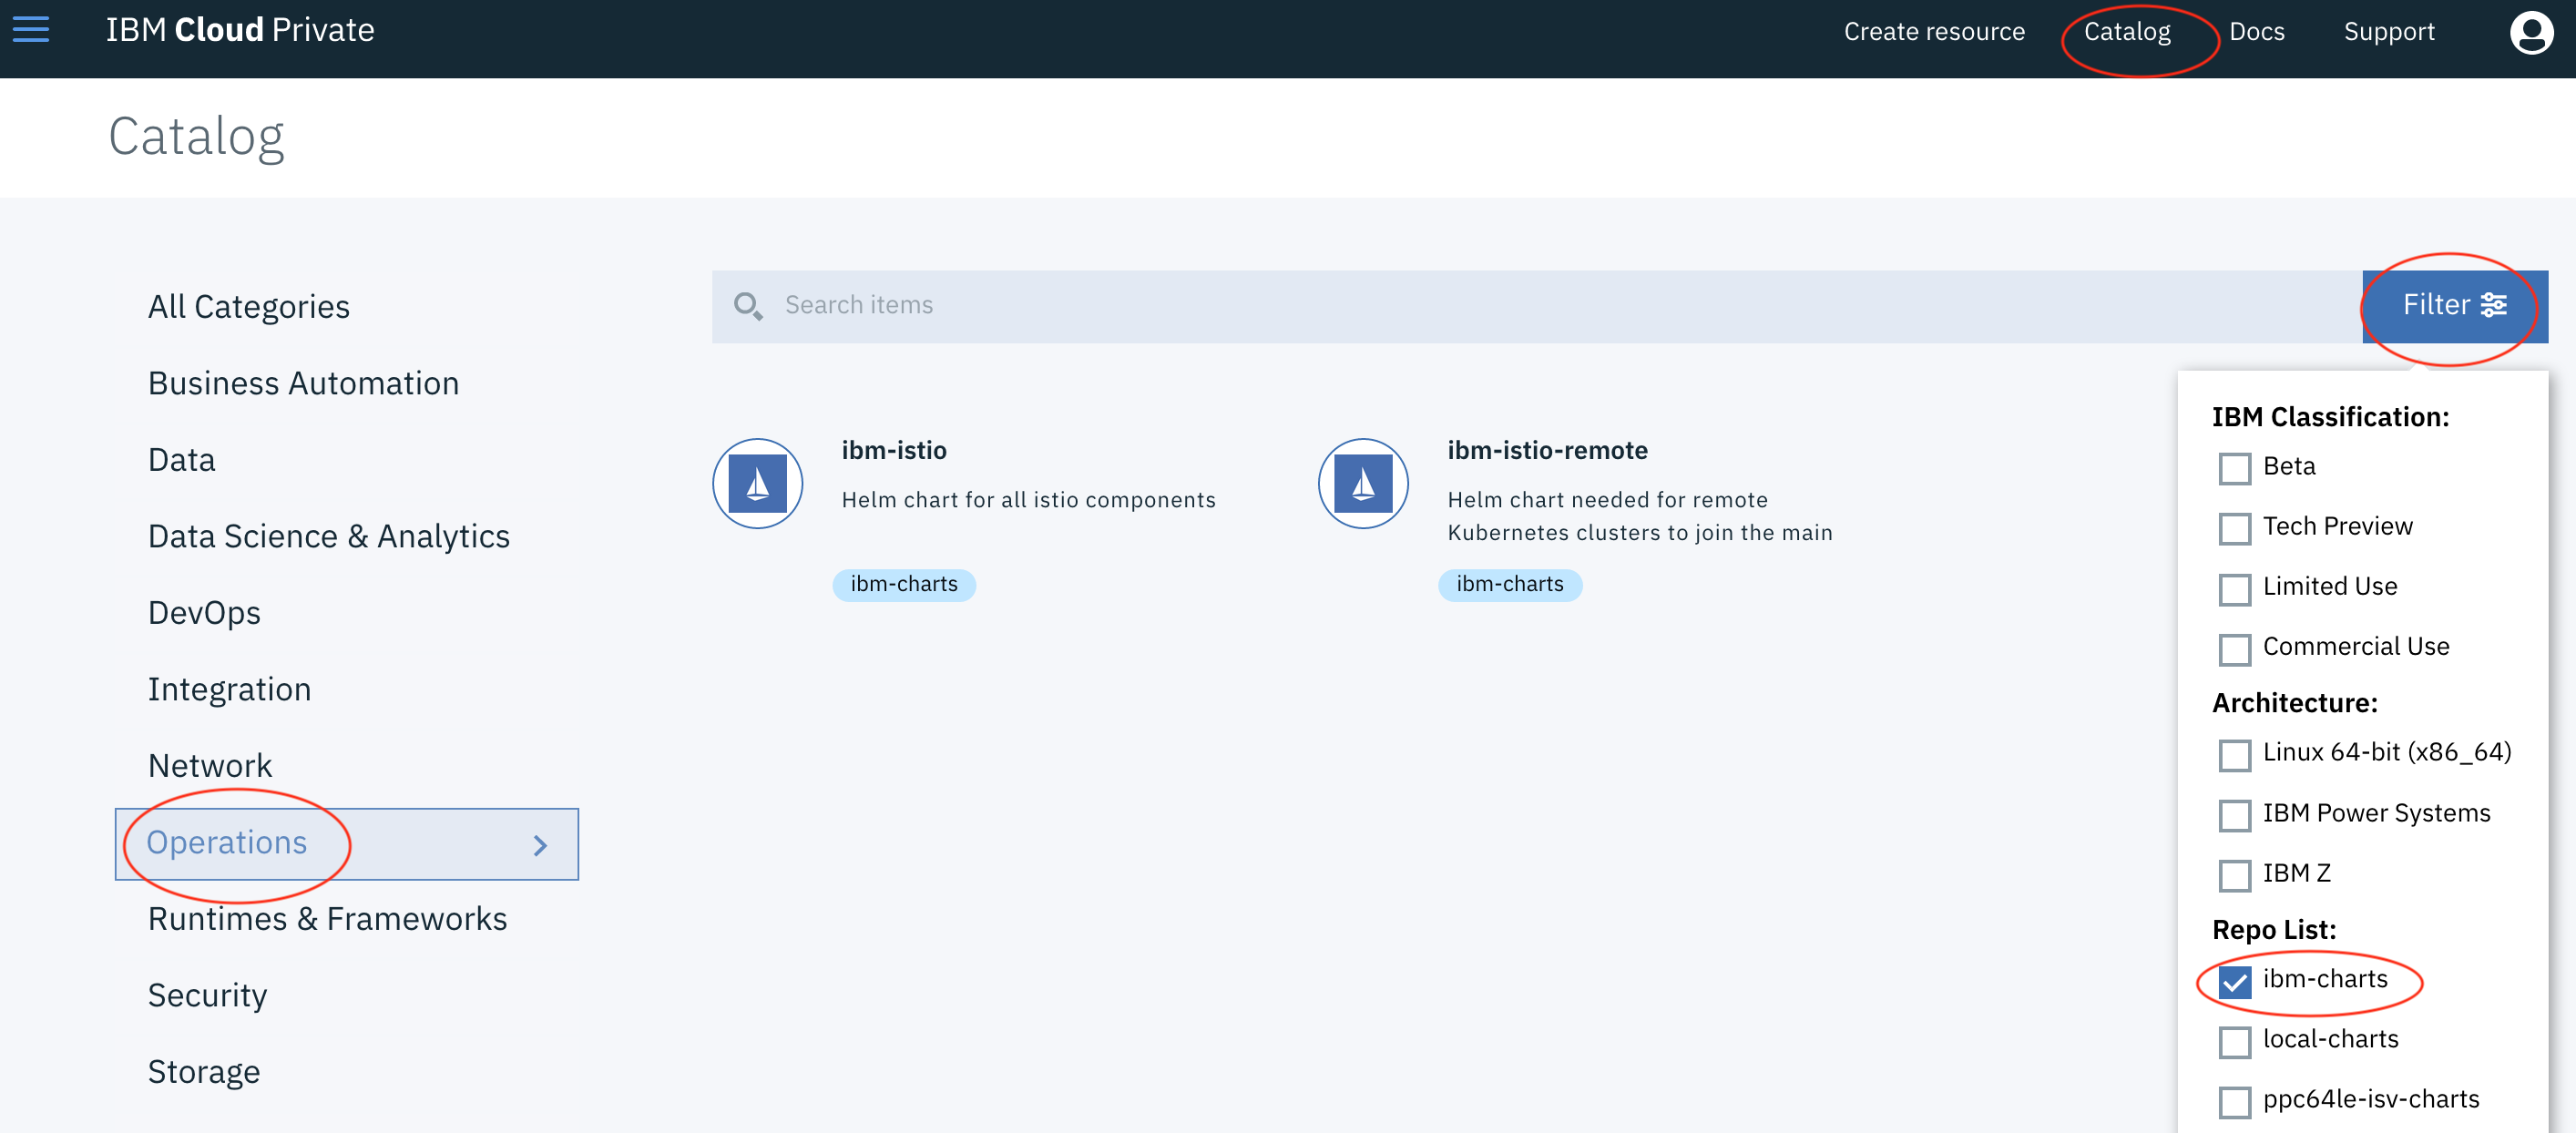 IBM Cloud Private
Create resource
Catalog
Docs
Support
Catalog
All Categories
Business Automation
Data
Data Science & Analytics
DevOps
Integration
Network
Operations
Runtimes & Frameworks
Security
Storage
Search items
Filter
ibm-istio
Helm chart for all istio components
ibm-charts
ibm-istio-remote
Helm chart needed for remote
Kubernetes clusters to join the main
ibm-charts
IBM Classification:
Beta
Tech Preview
Limited Use
Commercial Use
Architecture:
Linux 64-bit (x86_64)
IBM Power Systems
IBM Z
Repo List:
ibm-charts
local-charts
ppc64le-isv-charts